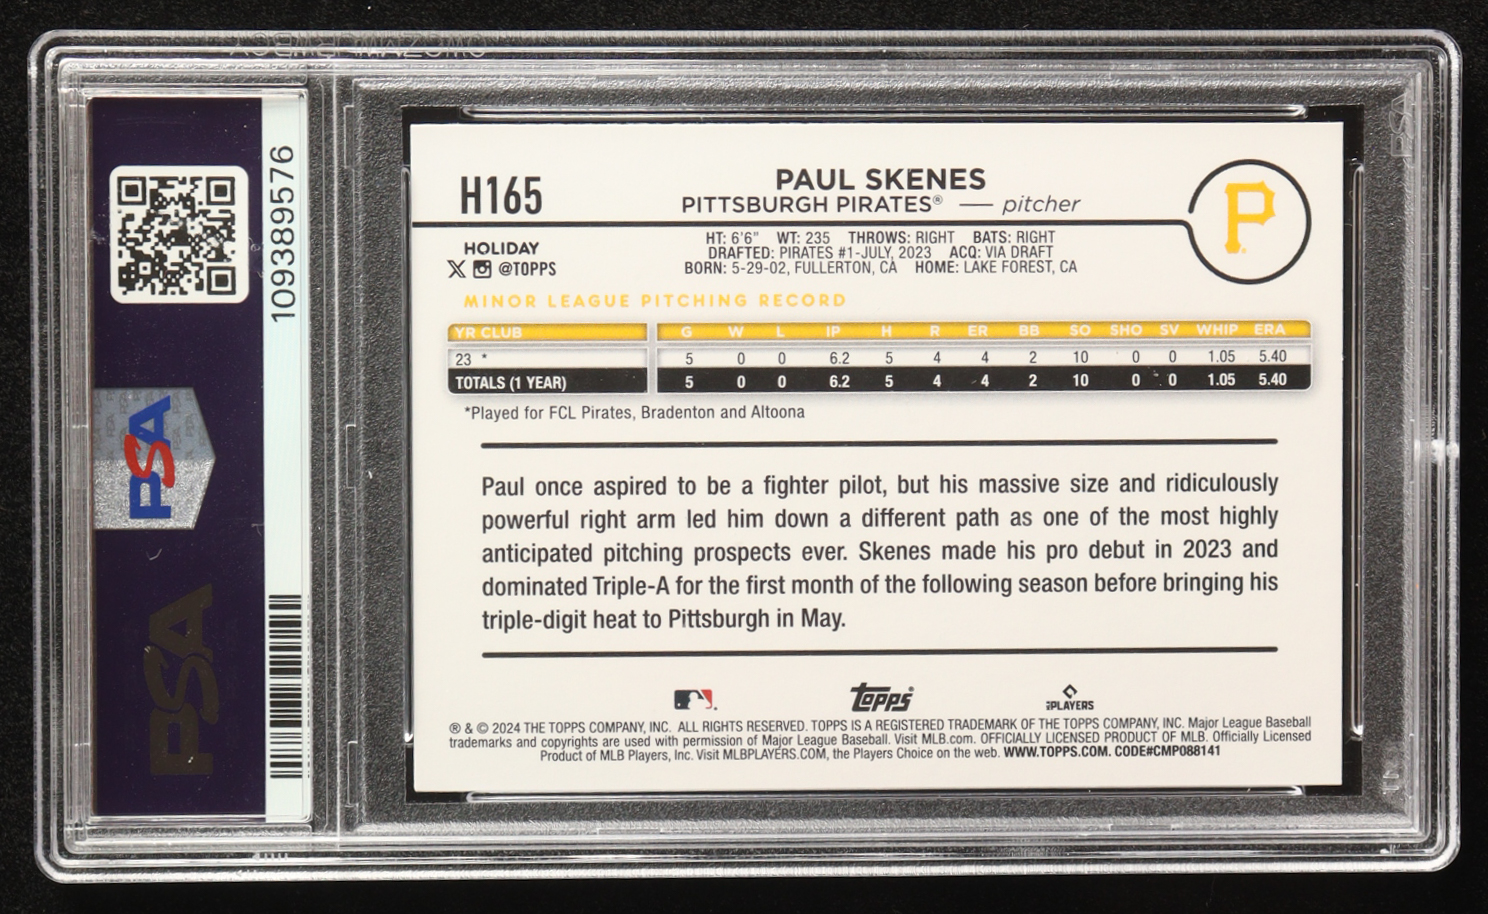 109389576
PSA
PSA
H165
PAUL SKENES
PITTSBURGH PIRATES® — pitcher
P
HOLIDAY
@TOPPS
HT: 6'6" WT: 235 THROWS: RIGHT BATS: RIGHT
DRAFTED: PIRATES #1-JULY, 2023 ACQ: VIA DRAFT
BORN: 5-29-02, FULLERTON, CA HOME: LAKE FOREST, CA
MINOR LEAGUE PITCHING RECORD
YR CLUB G W L IP H R ER BB SO SHO SV WHIP ERA
23 * 5 0 0 6.2 5 4 4 2 10 0 0 1.05 5.40
TOTALS (1 YEAR) 5 0 0 6.2 5 4 4 2 10 0 0 1.05 5.40
*Played for FCL Pirates, Bradenton and Altoona
Paul once aspired to be a fighter pilot, but his massive size and ridiculously
powerful right arm led him down a different path as one of the most highly
anticipated pitching prospects ever. Skenes made his pro debut in 2023 and
dominated Triple-A for the first month of the following season before bringing his
triple-digit heat to Pittsburgh in May.
Topps
PLAYERS
® & © 2024 THE TOPPS COMPANY, INC. ALL RIGHTS RESERVED. TOPPS IS A REGISTERED TRADEMARK OF THE TOPPS COMPANY, INC. Major League Baseball
trademarks and copyrights are used with permission of Major League Baseball. Visit MLB.com. OFFICIALLY LICENSED PRODUCT OF MLB. Officially Licensed
Product of MLB Players, Inc. Visit MLBPLAYERS.COM, the Players Choice on the web. WWW.TOPPS.COM. CODE#CMP088141